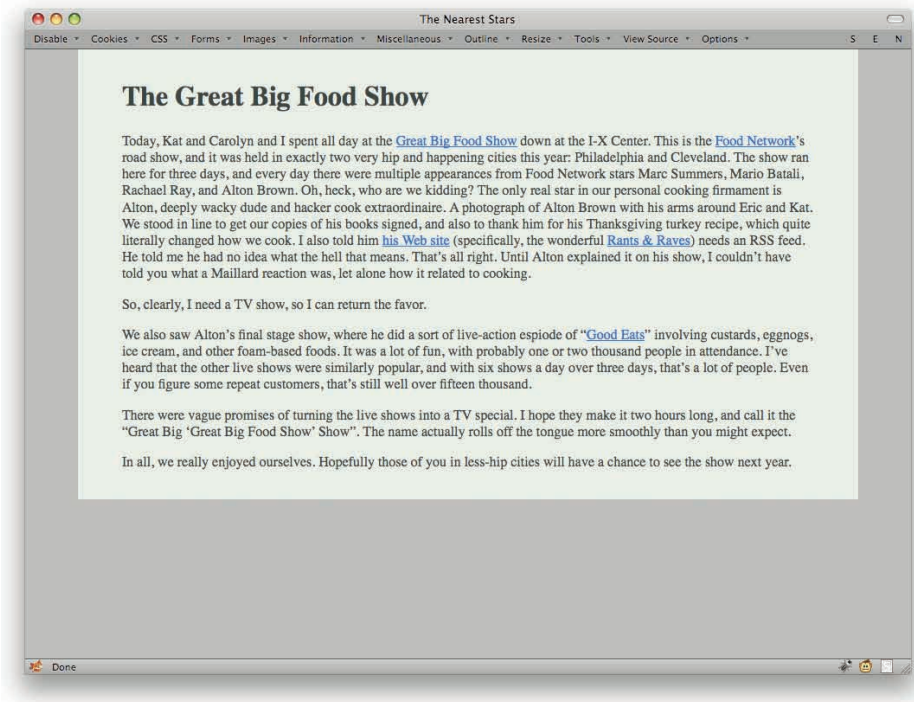 The Nearest Stars
Disable Cookies CSS Forms Images Information Miscellaneous Outline Resize Tools View Source Options S E N
The Great Big Food Show
Today, Kat and Carolyn and I spent all day at the Great Big Food Show down at the I-X Center. This is the Food Network’s
road show, and it was held in exactly two very hip and happening cities this year: Philadelphia and Cleveland. The show ran
here for three days, and every day there were multiple appearances from Food Network stars Marc Summers, Mario Batali,
Rachael Ray, and Alton Brown. Oh, heck, who are we kidding? The only real star in our personal cooking firmament is
Alton, deeply wacky dude and hacker cook extraordinaire. A photograph of Alton Brown with his arms around Eric and Kat.
We stood in line to get our copies of his books signed, and also to thank him for his Thanksgiving turkey recipe, which quite
literally changed how we cook. I also told him his Web site (specifically, the wonderful Rants & Raves) needs an RSS feed.
He told me he had no idea what the hell that means. That’s all right. Until Alton explained it on his show, I couldn’t have
told you what a Maillard reaction was, let alone how it related to cooking.
So, clearly, I need a TV show, so I can return the favor.
We also saw Alton’s final stage show, where he did a sort of live-action espiode of “Good Eats” involving custards, eggnogs,
ice cream, and other foam-based foods. It was a lot of fun, with probably one or two thousand people in attendance. I’ve
heard that the other live shows were similarly popular, and with six shows a day over three days, that’s a lot of people. Even
if you figure some repeat customers, that’s still well over fifteen thousand.
There were vague promises of turning the live shows into a TV special. I hope they make it two hours long, and call it the
“Great Big ‘Great Big Food Show’ Show”. The name actually rolls off the tongue more smoothly than you might expect.
In all, we really enjoyed ourselves. Hopefully those of you in less-hip cities will have a chance to see the show next year.
Done